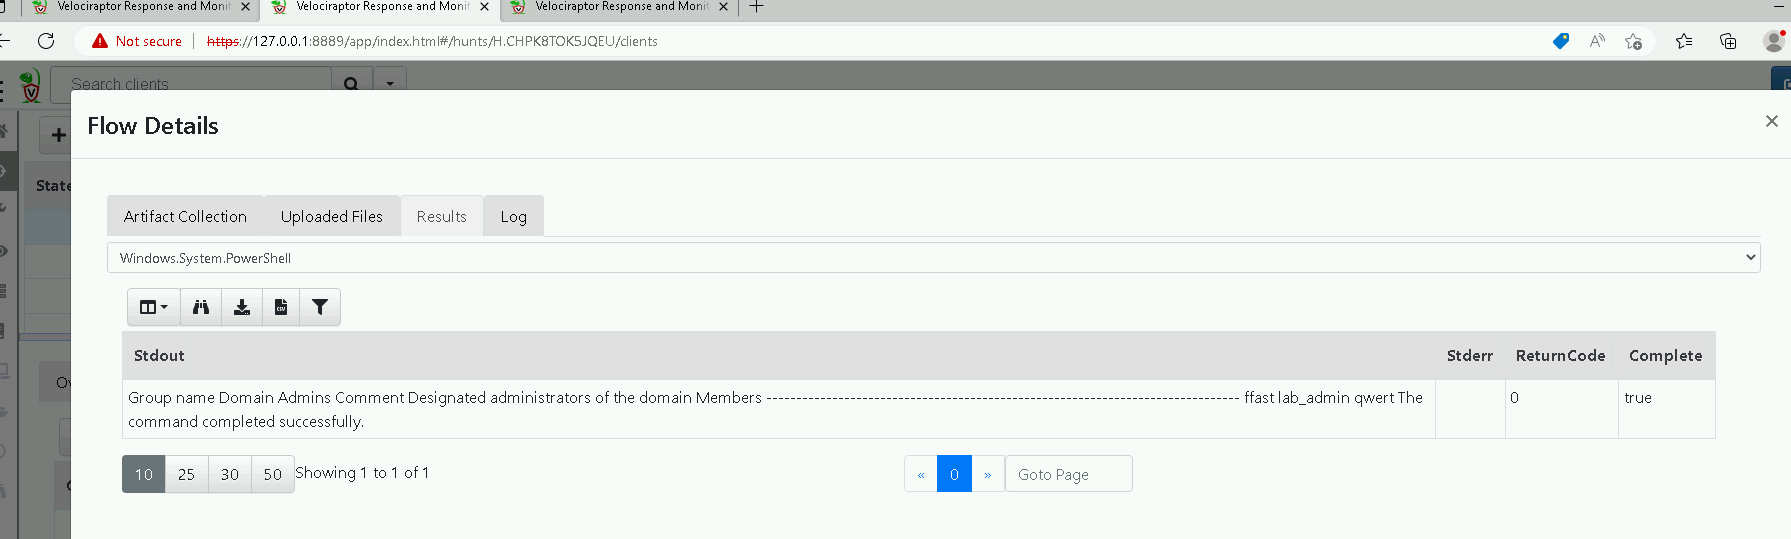 Velociraptor Response and Monit
Velociraptor Response and Monit
Velociraptor Response and Monit
Not secure
https://127.0.0.1:8889/app/index.html#/hunts/H.CHPK8TOK5JQEU/clients
Search clients
Flow Details
State
Artifact Collection
Uploaded Files
Results
Log
Windows.System.PowerShell
CSV
Stdout Stderr ReturnCode Complete
Group name Domain Admins Comment Designated administrators of the domain Members ------------------------------------------------------------------------------- ffast lab_admin qwert The 0 true
command completed successfully.
Ov
10 25 30 50 Showing 1 to 1 of 1 « 0 » Goto Page